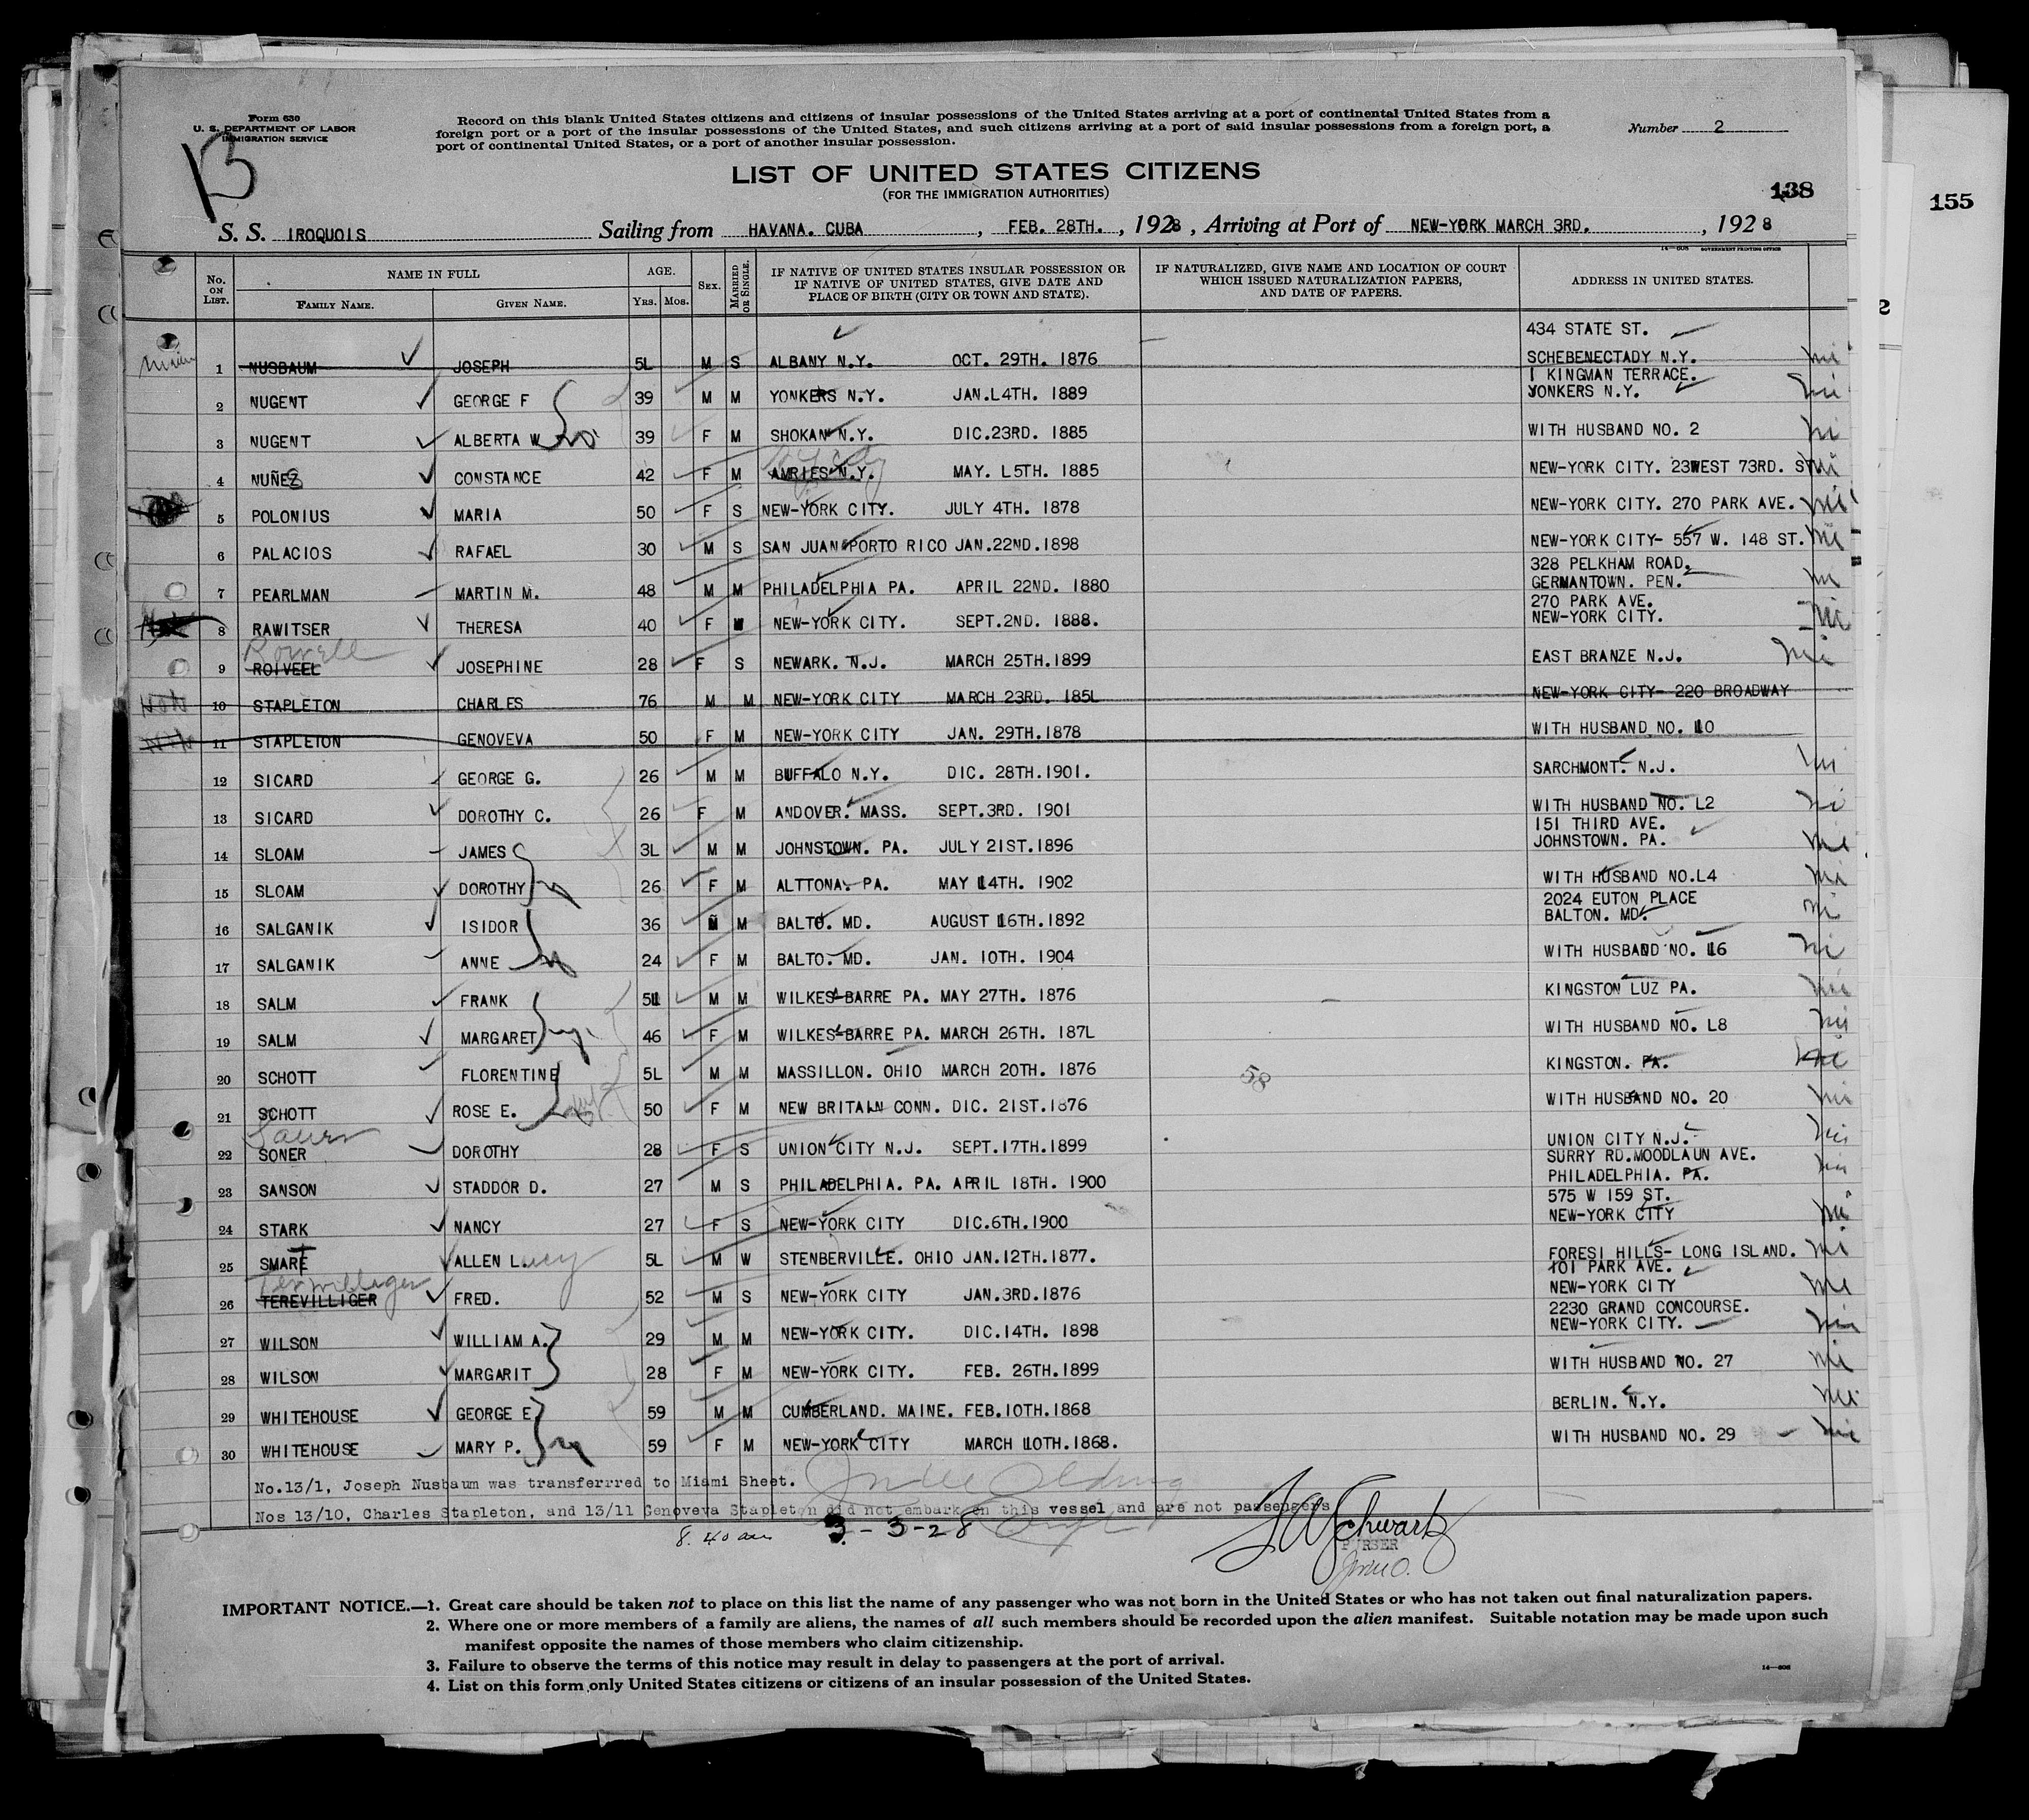 Form 630
U. S. DEPARTMENT OF LABOR
IMMIGRATION SERVICE
13
Record on this blank United States citizens and citizens of insular possessions of the United States arriving at a port of continental United States from a
foreign port or a port of the insular possessions of the United States, and such citizens arriving at a port of said insular possessions from a foreign port, a
port of continental United States, or a port of another insular possession.
Number 2
LIST OF UNITED STATES CITIZENS
(FOR THE IMMIGRATION AUTHORITIES)
138
155
S. S. IROQUOIS Sailing from HAVANA. CUBA , FEB. 28TH. , 1928 , Arriving at Port of NEW-YORK MARCH 3RD. , 1928
14—608 GOVERNMENT PRINTING OFFICE
No. ON LIST. NAME IN FULL FAMILY NAME. GIVEN NAME. AGE. YRS. MOS. SEX. MARRIED OR SINGLE. IF NATIVE OF UNITED STATES INSULAR POSSESSION OR IF NATIVE OF UNITED STATES, GIVE DATE AND PLACE OF BIRTH (CITY OR TOWN AND STATE). IF NATURALIZED, GIVE NAME AND LOCATION OF COURT WHICH ISSUED NATURALIZATION PAPERS, AND DATE OF PAPERS. ADDRESS IN UNITED STATES.
434 STATE ST.
1 NUSBAUM JOSEPH 5L M S ALBANY N.Y. OCT. 29TH. 1876 SCHEBENECTADY N.Y.
1 KINGMAN TERRACE.
2 NUGENT GEORGE F 39 M M YONKERS N.Y. JAN.L4TH. 1889 YONKERS N.Y.
3 NUGENT ALBERTA W 39 F M SHOKAN N.Y. DIC.23RD. 1885 WITH HUSBAND NO. 2
4 NUÑEZ CONSTANCE 42 F M AMRIES N.Y. MAY. L5TH. 1885 NEW-YORK CITY. 23WEST 73RD. ST
5 POLONIUS MARIA 50 F S NEW-YORK CITY. JULY 4TH. 1878 NEW-YORK CITY. 270 PARK AVE.
6 PALACIOS RAFAEL 30 M S SAN JUAN PORTO RICO JAN.22ND.1898 NEW-YORK CITY- 557 W. 148 ST.
328 PELKHAM ROAD.
7 PEARLMAN MARTIN M. 48 M M PHILADELPHIA PA. APRIL 22ND. 1880 GERMANTOWN. PEN.
270 PARK AVE.
8 RAWITSER THERESA 40 F W NEW-YORK CITY. SEPT.2ND. 1888. NEW-YORK CITY.
Rowell
9 ROIVEEL JOSEPHINE 28 F S NEWARK. N.J. MARCH 25TH.1899 EAST BRANZE N.J.
10 STAPLETON CHARLES 76 M M NEW-YORK CITY MARCH 23RD. 185L NEW-YORK CITY- 220 BROADWAY
11 STAPLETON GENOVEVA 50 F M NEW-YORK CITY JAN. 29TH.1878 WITH HUSBAND NO. 10
12 SICARD GEORGE G. 26 M M BUFFALO N.Y. DIC. 28TH.1901. SARCHMONT. N.J.
13 SICARD DOROTHY C. 26 F M ANDOVER. MASS. SEPT.3RD. 1901 WITH HUSBAND NO. L2
151 THIRD AVE.
14 SLOAM JAMES 3L M M JOHNSTOWN. PA. JULY 21ST.1896 JOHNSTOWN. PA.
15 SLOAM DOROTHY 26 F M ALTTONA. PA. MAY 14TH. 1902 WITH HUSBAND NO.L4
2024 EUTON PLACE
16 SALGANIK ISIDOR 36 M M BALTO. MD. AUGUST 16TH.1892 BALTON. MD.
17 SALGANIK ANNE 24 F M BALTO. MD. JAN. 10TH. 1904 WITH HUSBAND NO. 16
18 SALM FRANK 51 M M WILKES-BARRE PA. MAY 27TH. 1876 KINGSTON LUZ PA.
19 SALM MARGARET 46 F M WILKES-BARRE PA. MARCH 26TH. 187L WITH HUSBAND NO. L8
20 SCHOTT FLORENTINE 5L M M MASSILLON. OHIO MARCH 20TH. 1876 58 KINGSTON. PA.
21 SCHOTT ROSE E. 50 F M NEW BRITAIN CONN. DIC. 21ST.1876 WITH HUSBAND NO. 20
22 SONER DOROTHY 28 F S UNION CITY N.J. SEPT.17TH.1899 UNION CITY N.J.
SURRY RD.MOODLAUN AVE.
23 SANSON STADDOR D. 27 M S PHILADELPHIA. PA. APRIL 18TH. 1900 PHILADELPHIA. PA.
575 W 159 ST.
24 STARK NANCY 27 F S NEW-YORK CITY DIC.6TH.1900 NEW-YORK CITY
25 SMART ALLEN Lucy 5L M W STENBERVILLE. OHIO JAN.12TH.1877. FORESI HILLS- LONG ISLAND.
Terwilliger
101 PARK AVE.
26 TEREVILLIGER FRED. 52 M S NEW-YORK CITY JAN.3RD.1876 NEW-YORK CITY
2230 GRAND CONCOURSE.
27 WILSON WILLIAM A. 29 M M NEW-YORK CITY. DIC.14TH. 1898 NEW-YORK CITY.
28 WILSON MARGARIT 28 F M NEW-YORK CITY. FEB. 26TH.1899 WITH HUSBAND NO. 27
29 WHITEHOUSE GEORGE E. 59 M M CUMBERLAND. MAINE. FEB.10TH.1868 BERLIN. N.Y.
30 WHITEHOUSE MARY P. 59 F M NEW-YORK CITY MARCH 10TH.1868. WITH HUSBAND NO. 29
No.13/1, Joseph Nusbaum was transferrred to Miami Sheet.
Nos 13/10, Charles Stapleton, and 13/11 Genoveva Stapleton did not embark on this vessel and are not passengers
8.40 am 3-3-28 Schwartz
PURSER
IMPORTANT NOTICE.—1. Great care should be taken not to place on this list the name of any passenger who was not born in the United States or who has not taken out final naturalization papers.
2. Where one or more members of a family are aliens, the names of all such members should be recorded upon the alien manifest. Suitable notation may be made upon such
manifest opposite the names of those members who claim citizenship.
3. Failure to observe the terms of this notice may result in delay to passengers at the port of arrival.
4. List on this form only United States citizens or citizens of an insular possession of the United States.
14—608